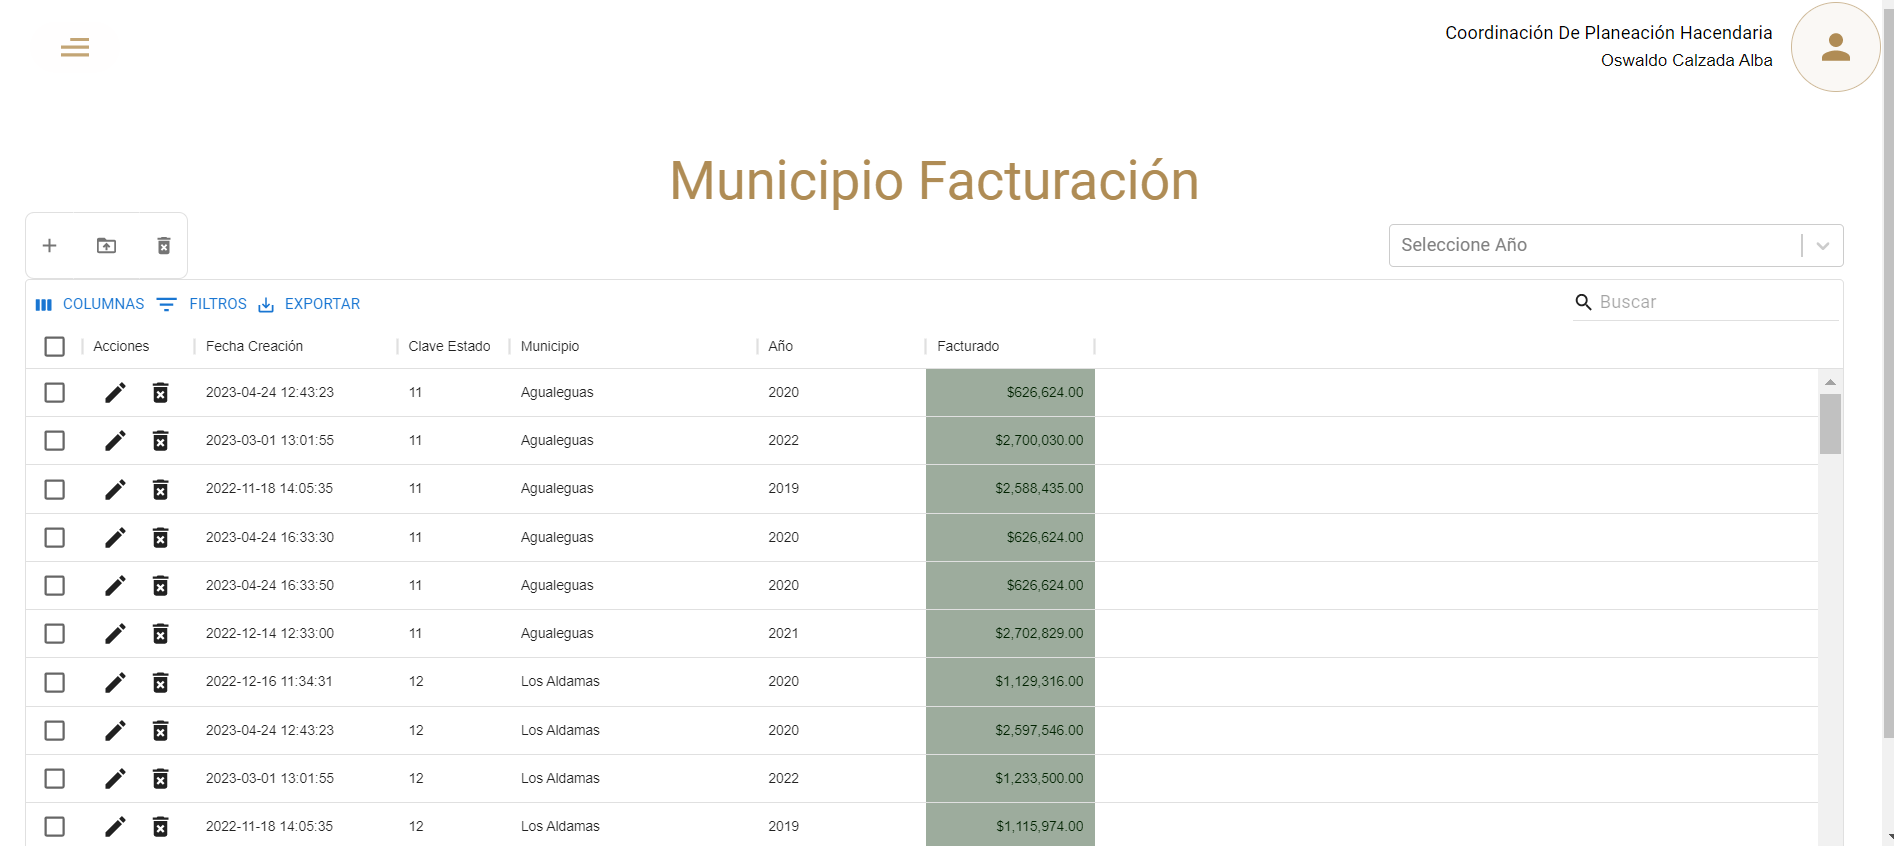 Coordinación De Planeación Hacendaria
Oswaldo Calzada Alba
Municipio Facturación
Seleccione Año
COLUMNAS FILTROS EXPORTAR Buscar
Acciones Fecha Creación Clave Estado Municipio Año Facturado
2023-04-24 12:43:23 11 Agualeguas 2020 $626,624.00
2023-03-01 13:01:55 11 Agualeguas 2022 $2,700,030.00
2022-11-18 14:05:35 11 Agualeguas 2019 $2,588,435.00
2023-04-24 16:33:30 11 Agualeguas 2020 $626,624.00
2023-04-24 16:33:50 11 Agualeguas 2020 $626,624.00
2022-12-14 12:33:00 11 Agualeguas 2021 $2,702,829.00
2022-12-16 11:34:31 12 Los Aldamas 2020 $1,129,316.00
2023-04-24 12:43:23 12 Los Aldamas 2020 $2,597,546.00
2023-03-01 13:01:55 12 Los Aldamas 2022 $1,233,500.00
2022-11-18 14:05:35 12 Los Aldamas 2019 $1,115,974.00